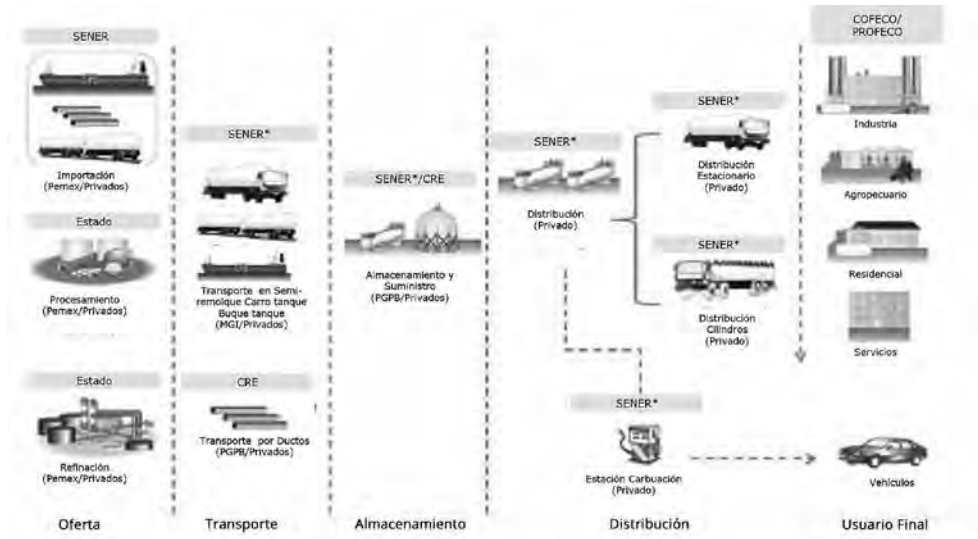 SENER
Importación
(Pemex/Privados)
Estado
Procesamiento
(Pemex/Privados)
Estado
Refinación
(Pemex/Privados)
Oferta
SENER*
Transporte en Semi-
remolque Carro tanque
Buque tanque
(MGI/Privados)
CRE
Transporte por Ductos
(PGPB/Privados)
Transporte
SENER*/CRE
Almacenamiento y
Suministro
(PGPB/Privados)
Almacenamiento
SENER*
Distribución
(Privado)
SENER*
Distribución
Estacionario
(Privado)
SENER*
Distribución
Cilindros
(Privado)
SENER*
Estación Carbuación
(Privado)
Distribución
COFECO/
PROFECO
Industria
Agropecuario
Residencial
Servicios
Vehículos
Usuario Final